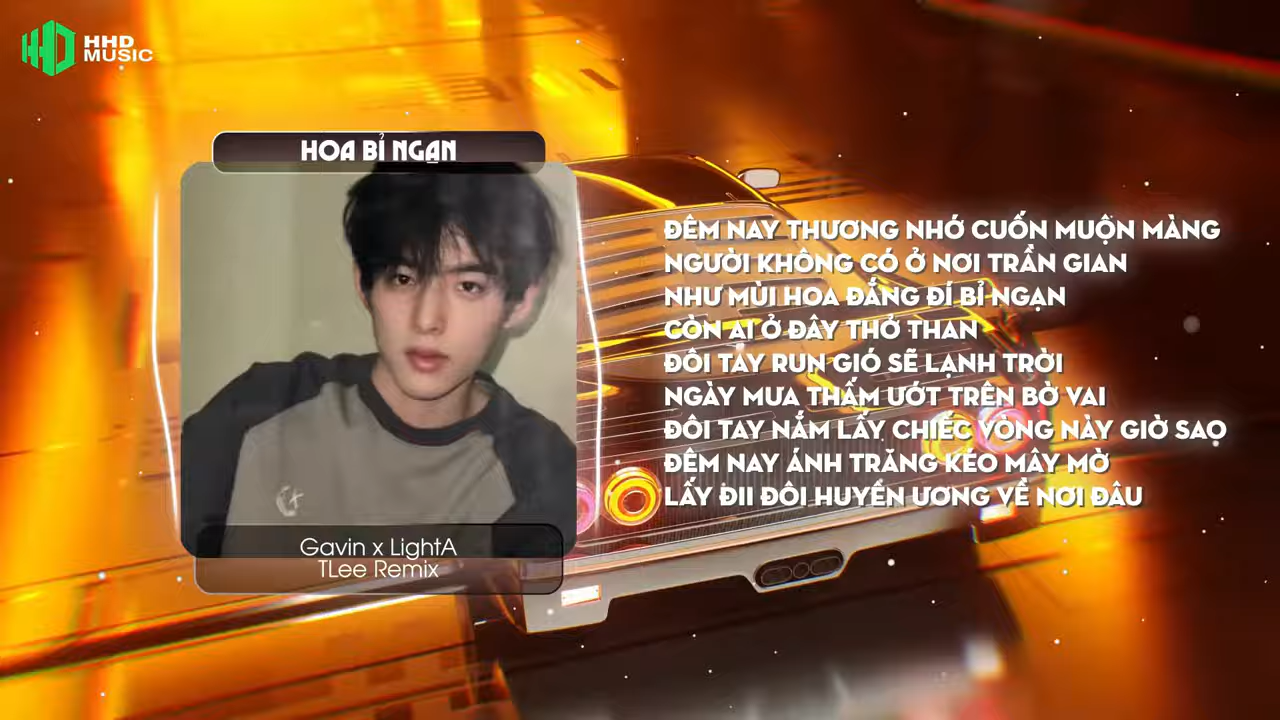 HHD
MUSIC
HOA BỈ NGẠN
ĐÊM NAY THƯƠNG NHỚ CUỐN MUỘN MÀNG
NGƯỜI KHÔNG CÓ Ở NƠI TRẦN GIAN
NHƯ MÙI HOA ĐẮNG ĐÍ BỈ NGẠN
CÒN AI Ở ĐÂY THỞ THAN
ĐÔI TAY RUN GIÓ SẼ LẠNH TRỜI
NGÀY MƯA THẤM ƯỚT TRÊN BỜ VAI
ĐÔI TAY NẮM LẤY CHIẾC VÒNG NÀY GIỜ SAO
ĐÊM NAY ÁNH TRĂNG KÉO MÂY MỜ
LẤY ĐII ĐÔI HUYỀN ƯƠNG VỀ NƠI ĐÂU
Gavin x LightA
TLee Remix